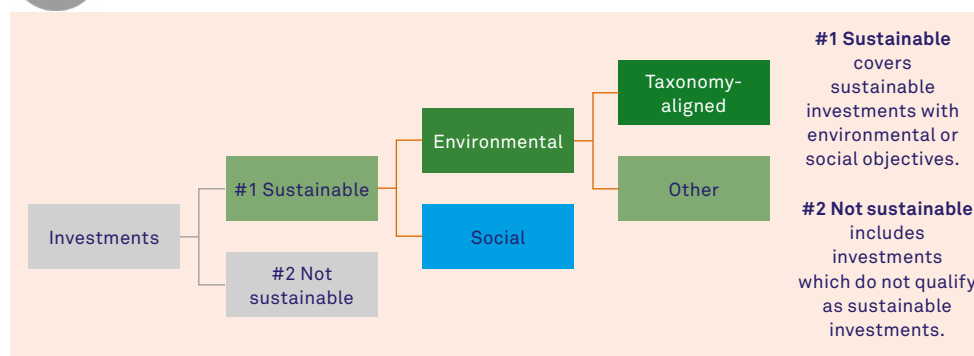 Investments
#1 Sustainable
#2 Not
sustainable
Environmental
Social
Taxonomy-
aligned
Other
#1 Sustainable
covers
sustainable
investments with
environmental or
social objectives.
#2 Not sustainable
includes
investments
which do not qualify
as sustainable
investments.